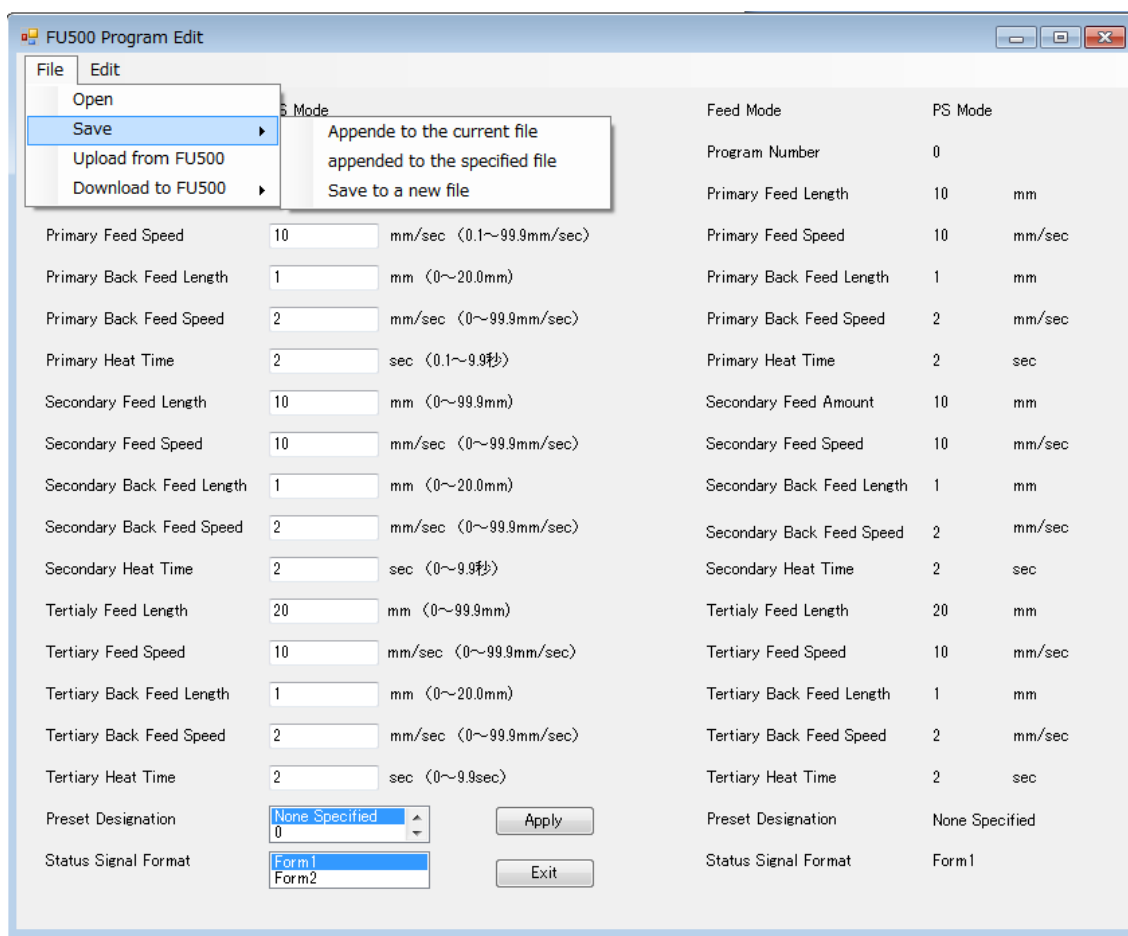 FU500 Program Edit
File Edit
Open
Save
Upload from FU500
Download to FU500
Appende to the current file
appended to the specified file
Save to a new file
S Mode Feed Mode PS Mode
Program Number 0
Primary Feed Length 10 mm
Primary Feed Speed 10 mm/sec (0.1～99.9mm/sec) Primary Feed Speed 10 mm/sec
Primary Back Feed Length 1 mm (0～20.0mm) Primary Back Feed Length 1 mm
Primary Back Feed Speed 2 mm/sec (0～99.9mm/sec) Primary Back Feed Speed 2 mm/sec
Primary Heat Time 2 sec (0.1～9.9秒) Primary Heat Time 2 sec
Secondary Feed Length 10 mm (0～99.9mm) Secondary Feed Amount 10 mm
Secondary Feed Speed 10 mm/sec (0～99.9mm/sec) Secondary Feed Speed 10 mm/sec
Secondary Back Feed Length 1 mm (0～20.0mm) Secondary Back Feed Length 1 mm
Secondary Back Feed Speed 2 mm/sec (0～99.9mm/sec) Secondary Back Feed Speed 2 mm/sec
Secondary Heat Time 2 sec (0～9.9秒) Secondary Heat Time 2 sec
Tertialy Feed Length 20 mm (0～99.9mm) Tertialy Feed Length 20 mm
Tertiary Feed Speed 10 mm/sec (0～99.9mm/sec) Tertiary Feed Speed 10 mm/sec
Tertiary Back Feed Length 1 mm (0～20.0mm) Tertiary Back Feed Length 1 mm
Tertiary Back Feed Speed 2 mm/sec (0～99.9mm/sec) Tertiary Back Feed Speed 2 mm/sec
Tertiary Heat Time 2 sec (0～9.9sec) Tertiary Heat Time 2 sec
Preset Designation None Specified Apply Preset Designation None Specified
0
Status Signal Format Form1 Exit Status Signal Format Form1
Form2